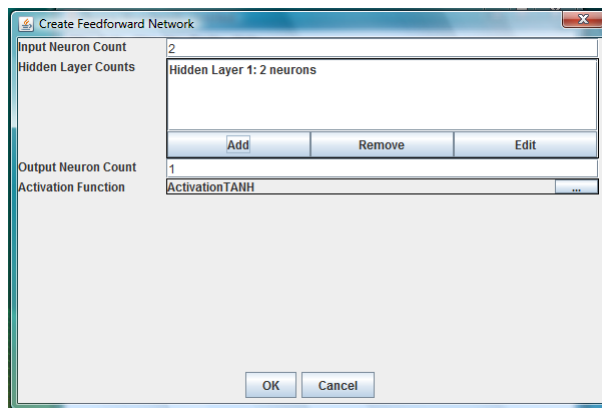 Create Feedforward Network
Input Neuron Count 2
Hidden Layer Counts Hidden Layer 1: 2 neurons
Add Remove Edit
Output Neuron Count 1
Activation Function ActivationTANH ...
OK Cancel